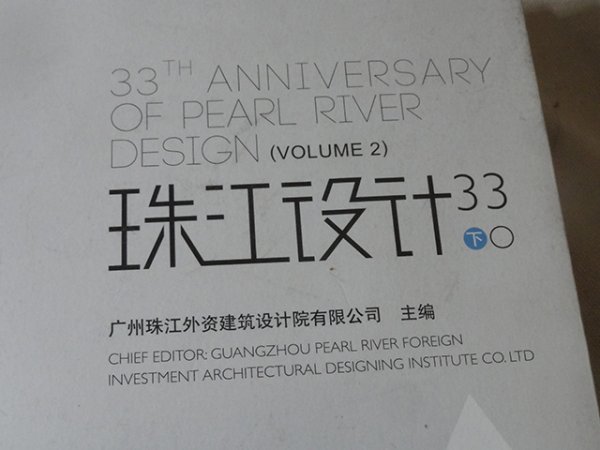 33TH ANNIVERSARY
OF PEARL RIVER
DESIGN (VOLUME 2)
珠江设计33
下
广州珠江外资建筑设计院有限公司 主编
CHIEF EDITOR: GUANGZHOU PEARL RIVER FOREIGN
INVESTMENT ARCHITECTURAL DESIGNING INSTITUTE CO. LTD